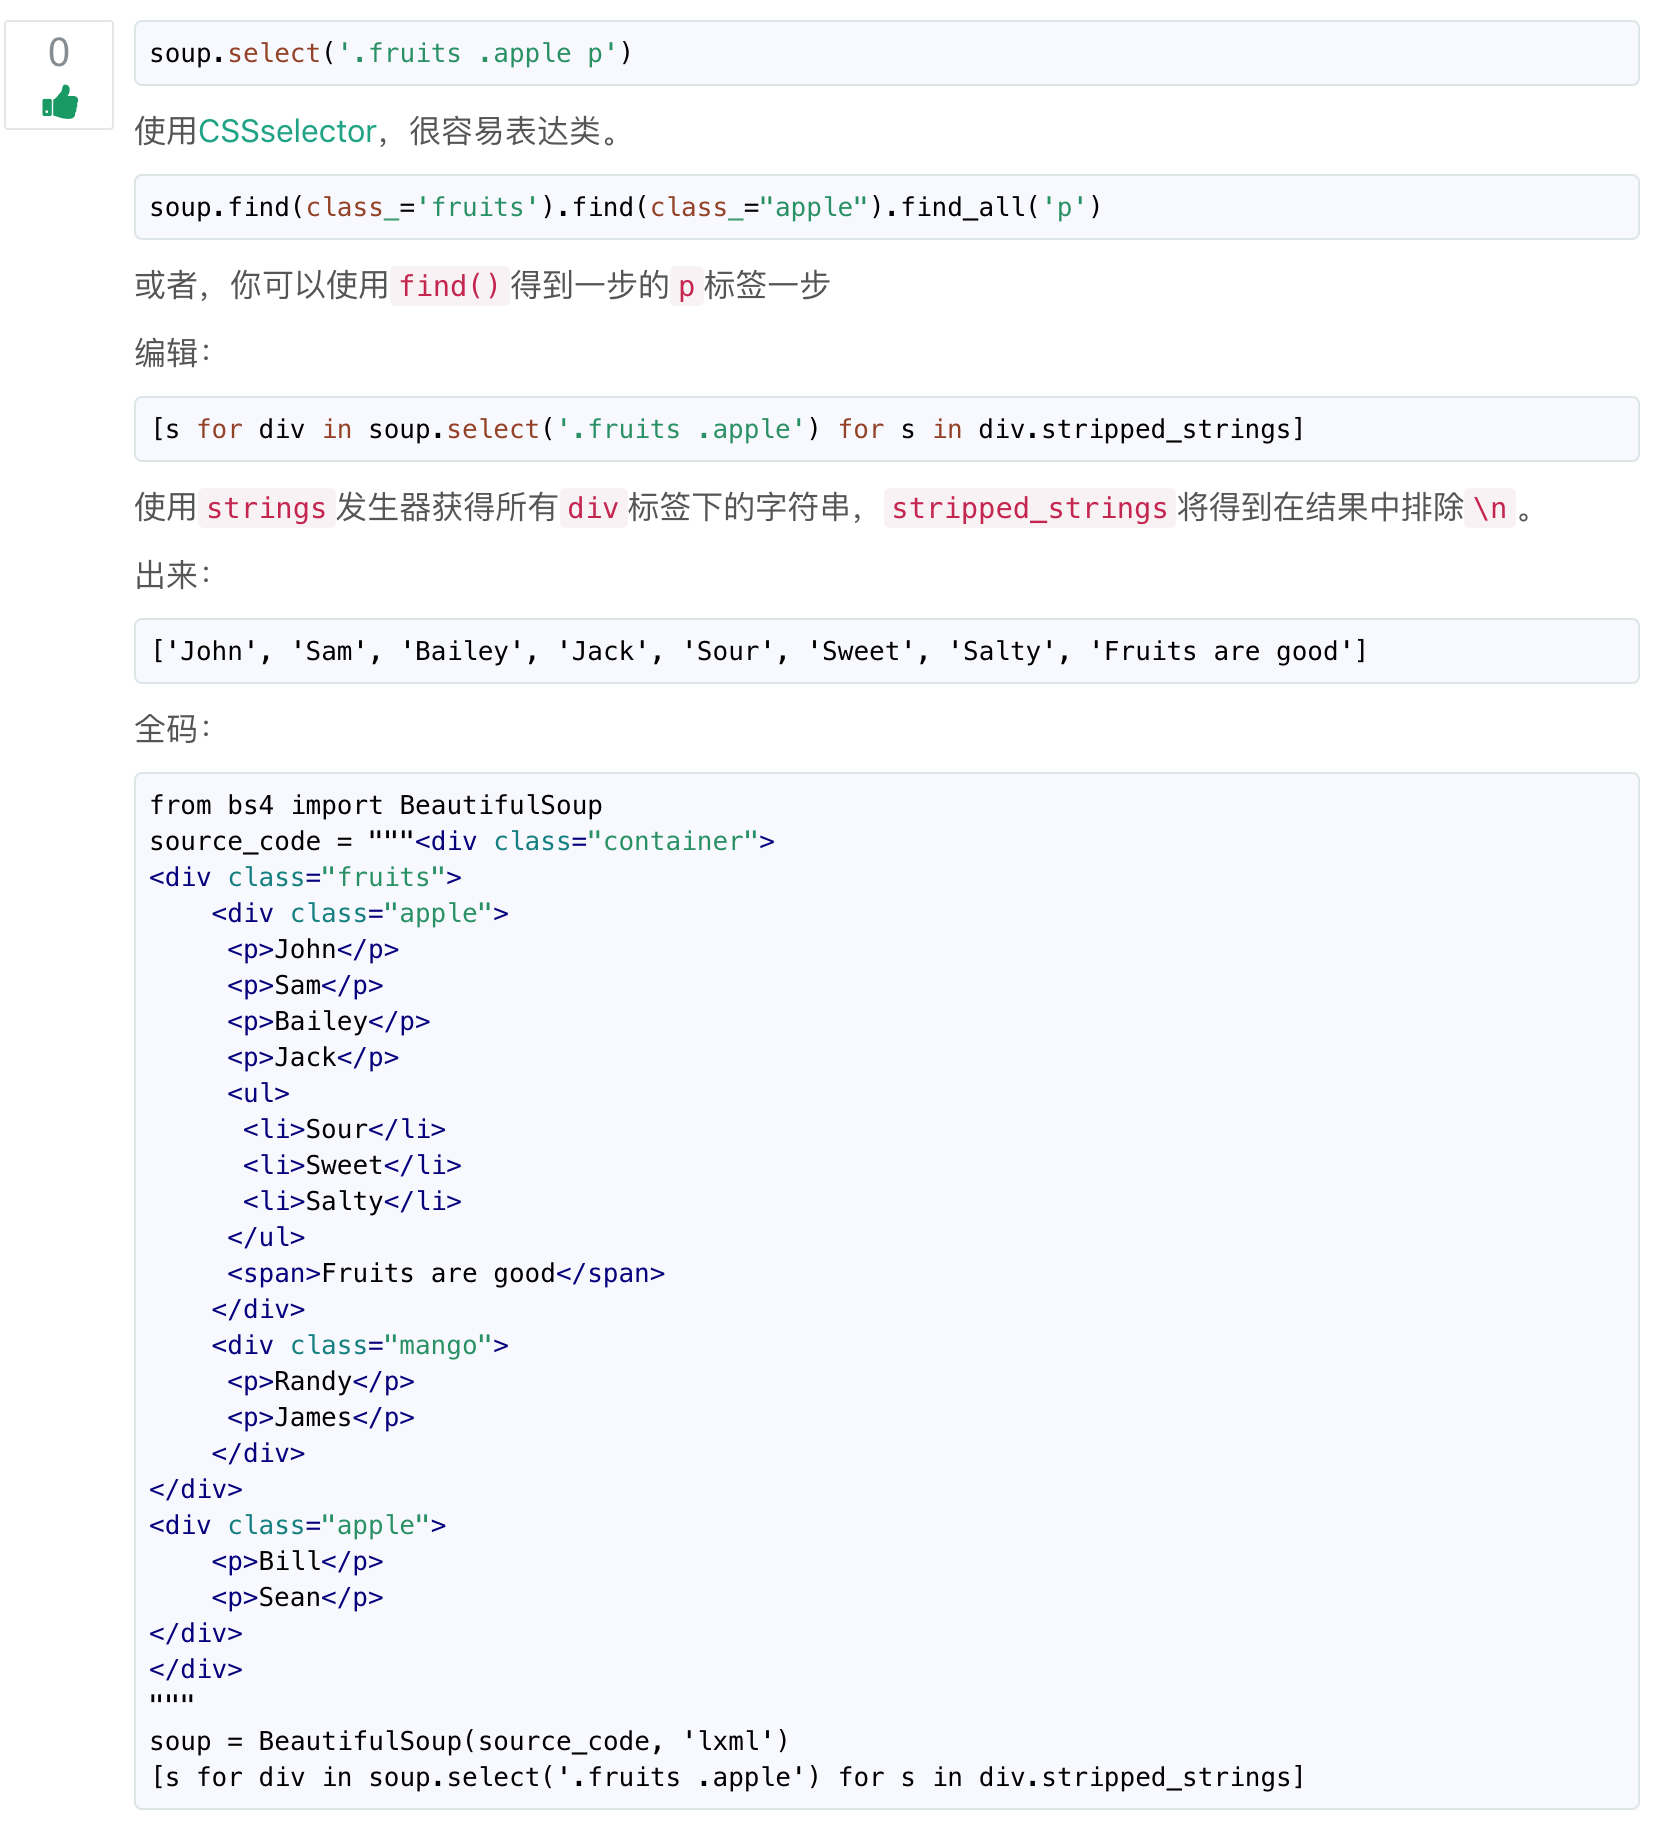 0
soup.select('.fruits .apple p')
使用CSSselector，很容易表达类。
soup.find(class_='fruits').find(class_="apple").find_all('p')
或者，你可以使用find()得到一步的p标签一步
编辑：
[s for div in soup.select('.fruits .apple') for s in div.stripped_strings]
使用strings发生器获得所有div标签下的字符串，stripped_strings将得到在结果中排除\n。
出来：
['John', 'Sam', 'Bailey', 'Jack', 'Sour', 'Sweet', 'Salty', 'Fruits are good']
全码：
from bs4 import BeautifulSoup
source_code = """<div class="container">
<div class="fruits">
    <div class="apple">
     <p>John</p>
     <p>Sam</p>
     <p>Bailey</p>
     <p>Jack</p>
     <ul>
      <li>Sour</li>
      <li>Sweet</li>
      <li>Salty</li>
     </ul>
     <span>Fruits are good</span>
    </div>
    <div class="mango">
     <p>Randy</p>
     <p>James</p>
    </div>
</div>
<div class="apple">
    <p>Bill</p>
    <p>Sean</p>
</div>
</div>
"""
soup = BeautifulSoup(source_code, 'lxml')
[s for div in soup.select('.fruits .apple') for s in div.stripped_strings]